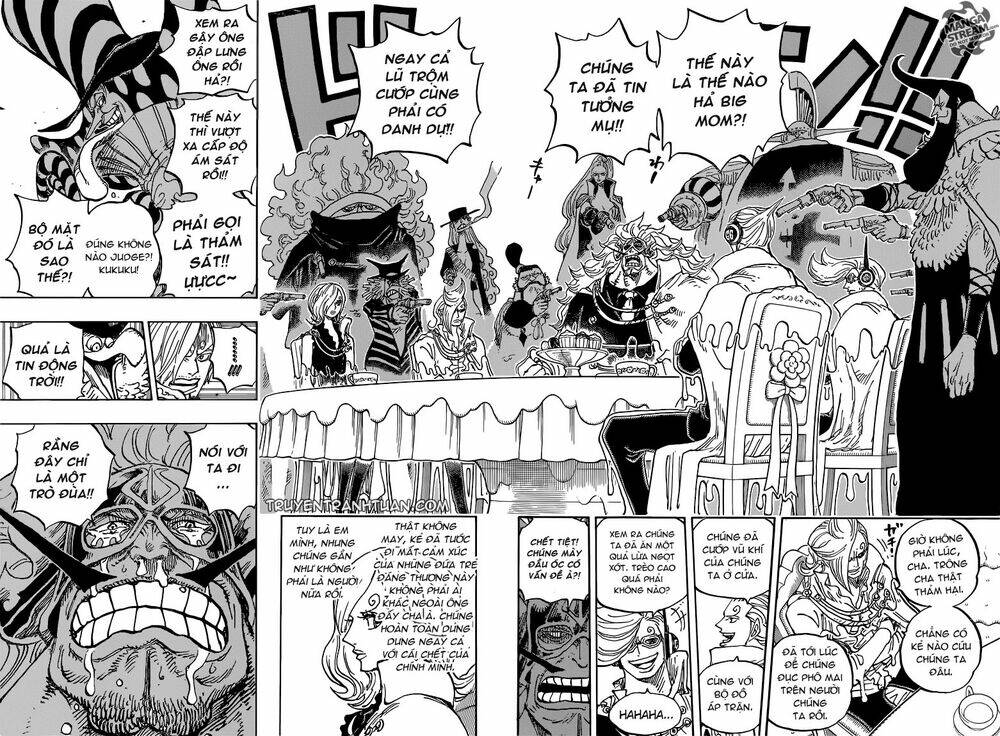 MANGA
STREAM
THẾ NÀY
LÀ THẾ NÀO
HẢ BIG
MOM?!
CHÚNG
TA ĐÃ TIN
TƯỞNG
MỤ!!
NGAY CẢ
LŨ TRỘM
CƯỚP CŨNG
PHẢI CÓ
DANH DỰ!!
TRUYENTRANHTUAN.COM
GIỜ KHÔNG
PHẢI LÚC,
CHA. TRÔNG
CHA THẬT
THẢM HẠI.
CHẲNG CÓ
KẺ NÀO CỨU
CHÚNG TA
ĐÂU.
ĐÃ TỚI LÚC
ĐỂ CHÚNG
ĐỤC PHÔ MAI
TRÊN NGƯỜI
CHÚNG
TA RỒI.
CHÚNG ĐÃ
CƯỚP VŨ KHÍ
CỦA CHÚNG
TA Ở CỬA.
CÙNG VỚI
BỘ ĐỒ
ÁP TRẬN.
XEM RA CHÚNG
TA ĐÃ ĂN MỘT
QUẢ LỪA NGỌT
XỚT. TRÈO CAO
QUÁ PHẢI
KHÔNG NÀO?
HAHAHA...
CHẾT TIỆT!
CHÚNG MÀY
ĐẦU ÓC CÓ
VẤN ĐỀ À?!
THẬT KHÔNG
MAY, KẺ ĐÃ TƯỚC
ĐI MẤT CẢM XÚC
CỦA NHỮNG ĐỨA TRẺ
ĐÁNG THƯƠNG NÀY
KHÔNG PHẢI AI
KHÁC NGOÀI ÔNG
ĐẤY CHA À. CHÚNG
HOÀN TOÀN DỬNG
DƯNG NGAY CẢ
VỚI CÁI CHẾT CỦA
CHÍNH MÌNH.
TUY LÀ EM
MÌNH, NHƯNG
CHÚNG GẦN
NHƯ KHÔNG
PHẢI LÀ NGƯỜI
NỮA RỒI.
XEM RA
GẬY ÔNG
ĐẬP LƯNG
ÔNG RỒI
HẢ?!
THẾ NÀY
THÌ VƯỢT
XA CẤP ĐỘ
ÁM SÁT
RỒI!!
PHẢI GỌI
LÀ THẢM
SÁT!!
ỰỰCC~
ĐÚNG KHÔNG
NÀO JUDGE?!
KUKUKU!
BỘ MẶT
ĐÓ LÀ
SAO
THẾ?!
!!!!
QUẢ LÀ
TIN ĐỘNG
TRỜI!!!
NÓI VỚI
TA ĐI
...
RẰNG
ĐÂY CHỈ
LÀ MỘT
TRÒ ĐÙA!!